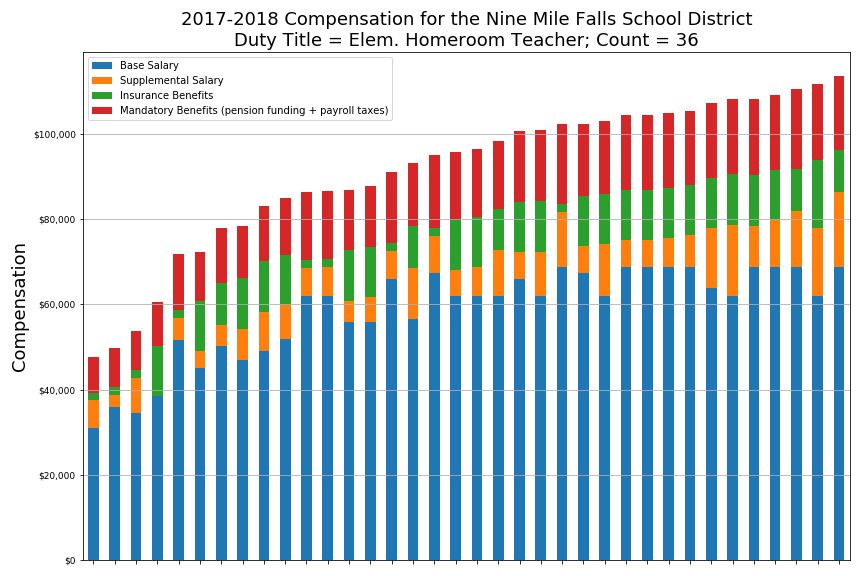 2017-2018 Compensation for the Nine Mile Falls School District
Duty Title = Elem. Homeroom Teacher; Count = 36
Base Salary
Supplemental Salary
Insurance Benefits
Mandatory Benefits (pension funding + payroll taxes)
Compensation
$100,000
$80,000
$60,000
$40,000
$20,000
$0